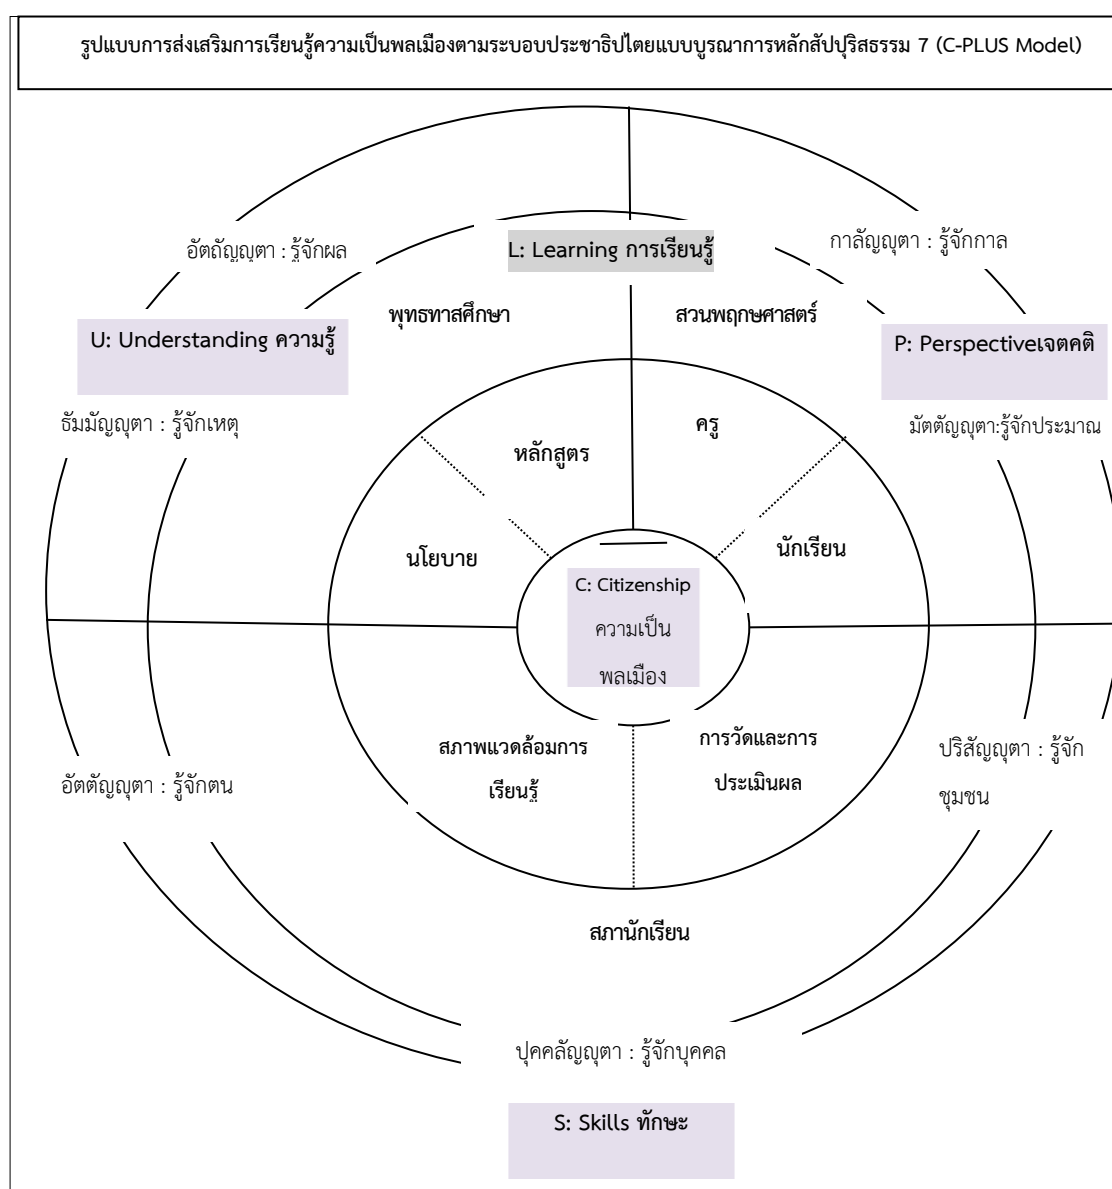 รูปแบบการส่งเสริมการเรียนรู้ความเป็นพลเมืองตามระบอบประชาธิปไตยแบบบูรณาการหลักสัปปุริสธรรม 7 (C-PLUS Model)
อัตถัญญุตา : รู้จักผล
กาลัญญุตา : รู้จักกาล
L: Learning การเรียนรู้
พุทธทาสศึกษา
สวนพฤกษศาสตร์
U: Understanding ความรู้
P: Perspectiveเจตคติ
ธัมมัญญุตา : รู้จักเหตุ
มัตตัญญุตา:รู้จักประมาณ
หลักสูตร
ครู
นโยบาย
นักเรียน
C: Citizenship
ความเป็น
พลเมือง
สภาพแวดล้อมการ
เรียนรู้
การวัดและการ
ประเมินผล
อัตตัญญุตา : รู้จักตน
ปริสัญญุตา : รู้จัก
ชุมชน
สภานักเรียน
ปุคคลัญญุตา : รู้จักบุคคล
S: Skills ทักษะ